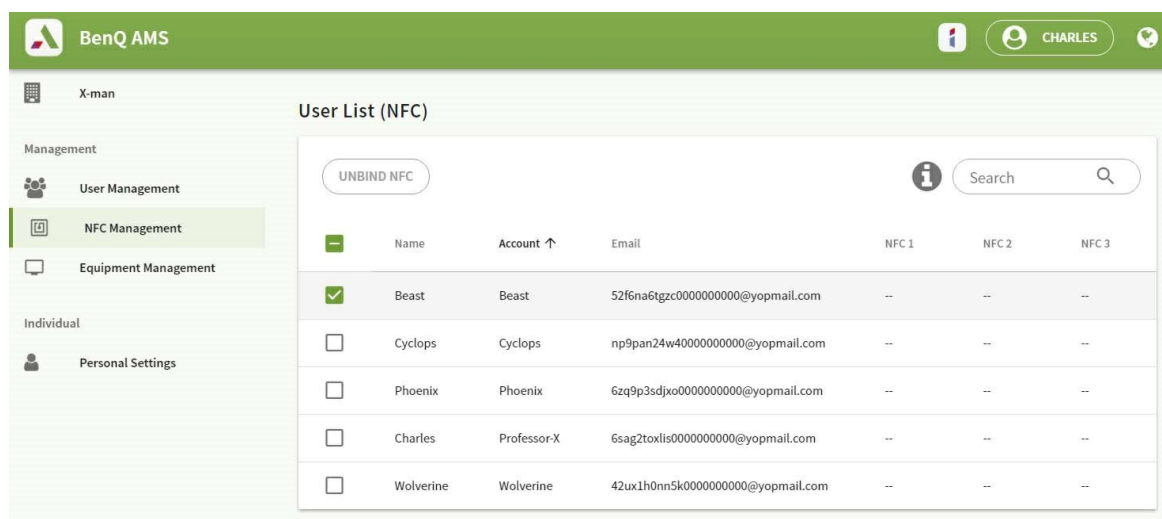 BenQ AMS
CHARLES
X-man
Management
User Management
NFC Management
Equipment Management
Individual
Personal Settings
User List (NFC)
UNBIND NFC
Search
Name Account ↑ Email NFC 1 NFC 2 NFC 3
Beast Beast 52f6na6tgzc0000000000@yopmail.com -- -- --
Cyclops Cyclops np9pan24w40000000000@yopmail.com -- -- --
Phoenix Phoenix 6zq9p3sdjxo0000000000@yopmail.com -- -- --
Charles Professor-X 6sag2toxlis0000000000@yopmail.com -- -- --
Wolverine Wolverine 42ux1h0nn5k0000000000@yopmail.com -- -- --